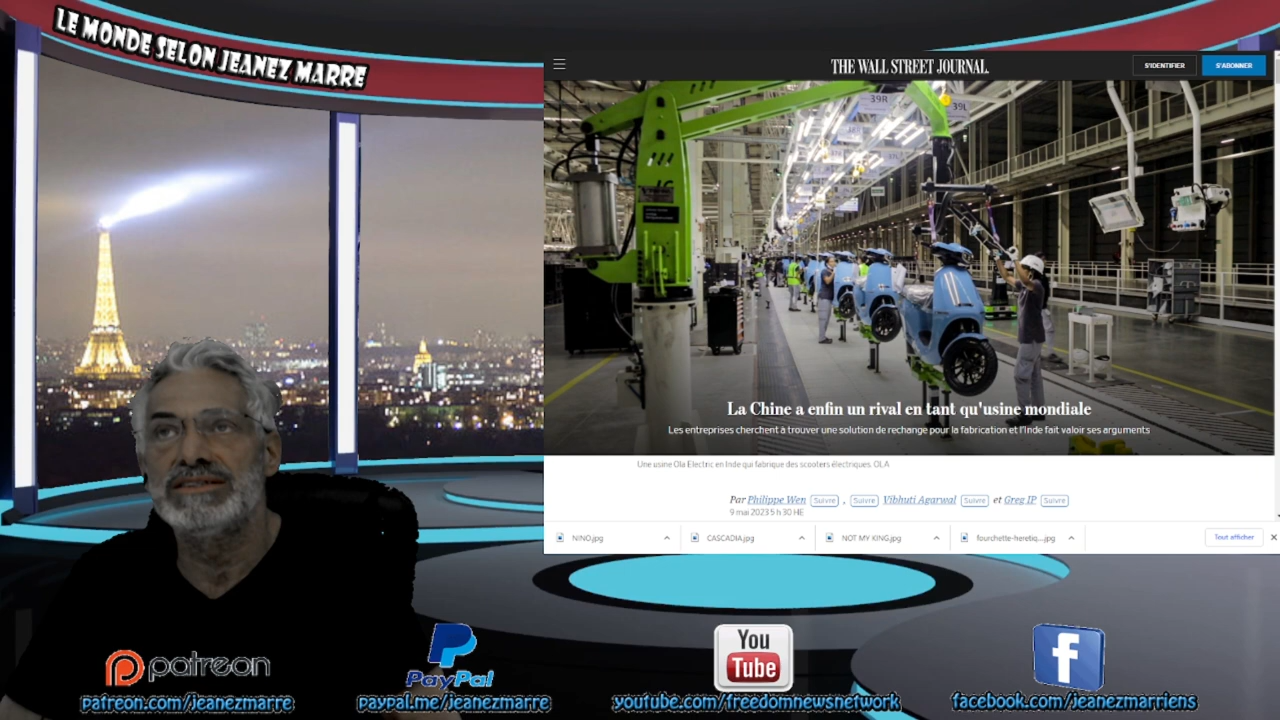 LE MONDE SELON JEANEZ MARRE
THE WALL STREET JOURNAL.
S'IDENTIFIER
S'ABONNER
39R
39L
La Chine a enfin un rival en tant qu'usine mondiale
Les entreprises cherchent à trouver une solution de rechange pour la fabrication et l'Inde fait valoir ses arguments
Une usine Ola Electric en Inde qui fabrique des scooters électriques. OLA
Par Philippe Wen Suivre , Suivre Vibhuti Agarwal Suivre et Greg IP Suivre
9 mai 2023 5 h 30 HE
NINO.jpg
CASCADIA.jpg
NOT MY KING.jpg
fourchette-heretiq....jpg
Tout afficher
patreon
patreon.com/jeanezmarre
PayPal
paypal.me/jeanezmarre
You
Tube
youtube.com/freedomnewsnetwork
f
facebook.com/jeanezmarriens